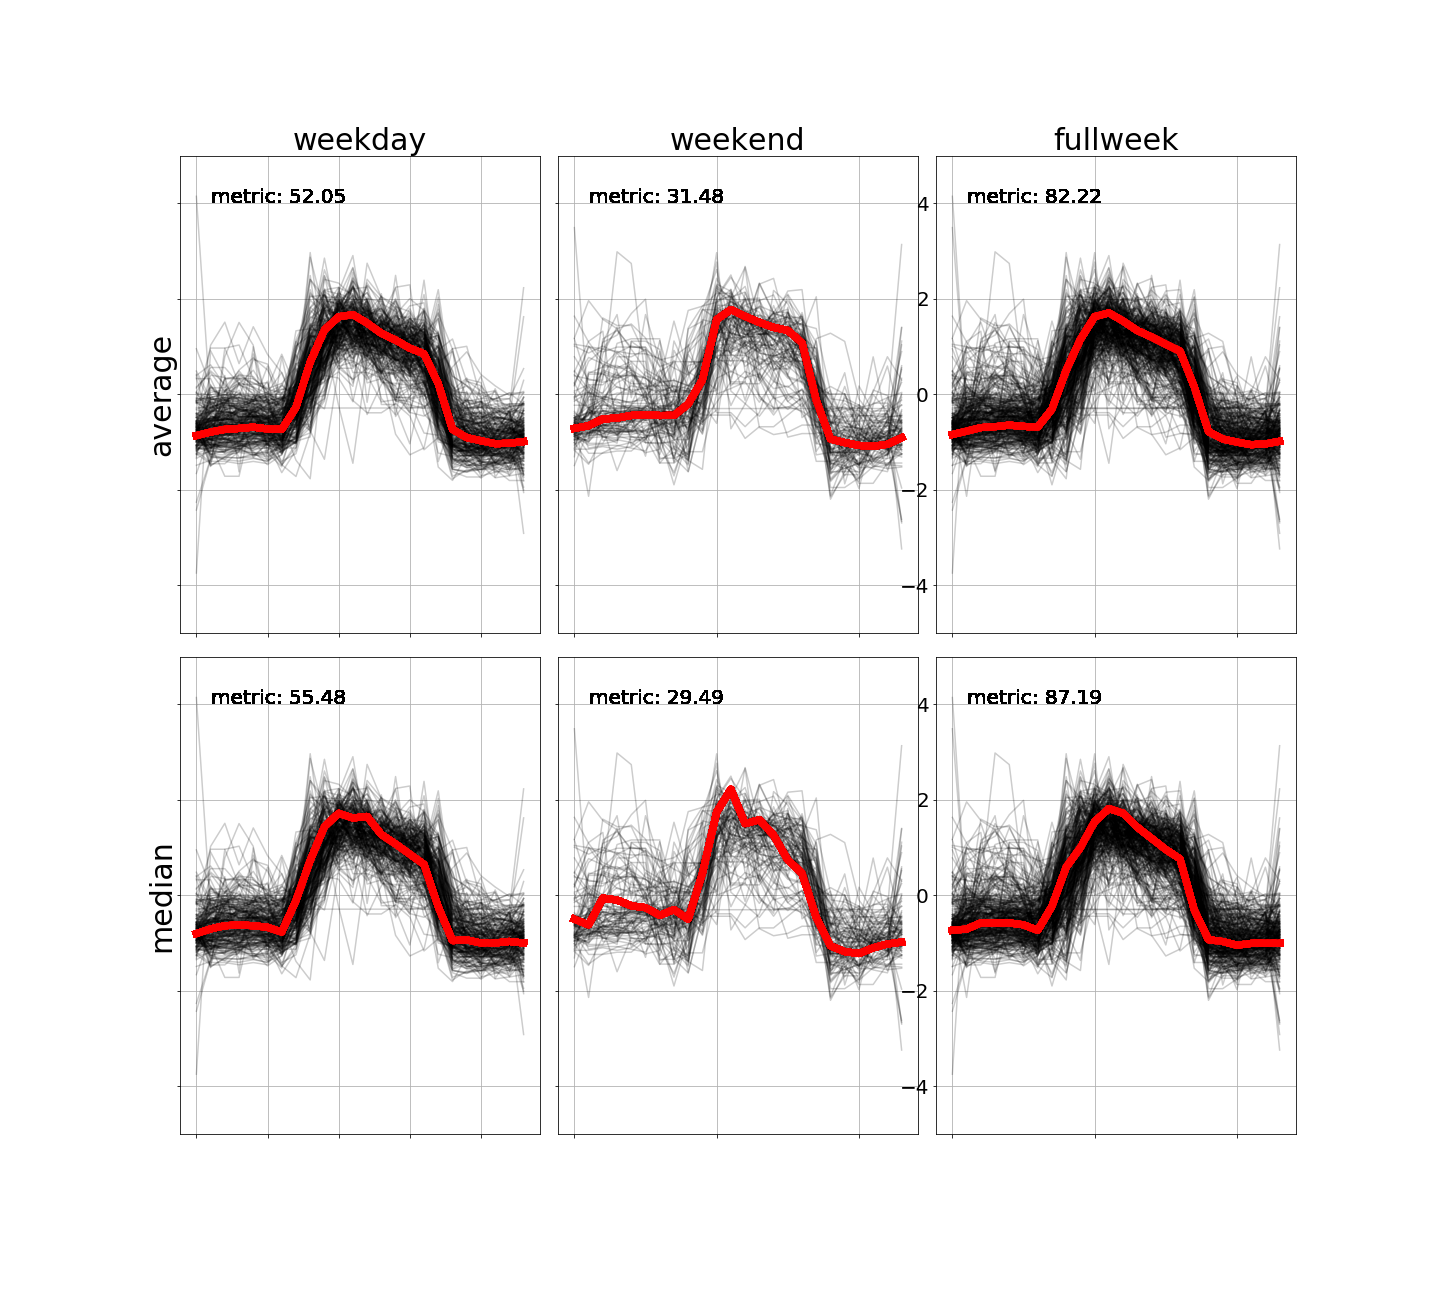 weekday weekend fullweek
average
metric: 52.05
metric: 31.48
metric: 82.22
4
2
0
−2
−4
median
metric: 55.48
metric: 29.49
metric: 87.19
4
2
0
−2
−4